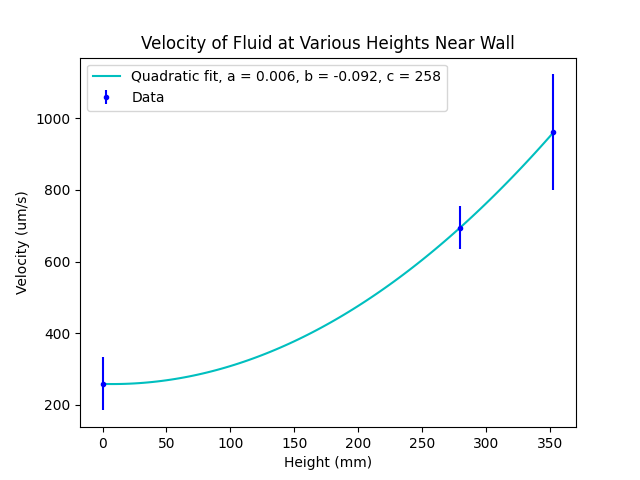 Velocity of Fluid at Various Heights Near Wall
Quadratic fit, a = 0.006, b = -0.092, c = 258
Data
1000
800
600
400
200
Velocity (um/s)
0 50 100 150 200 250 300 350
Height (mm)